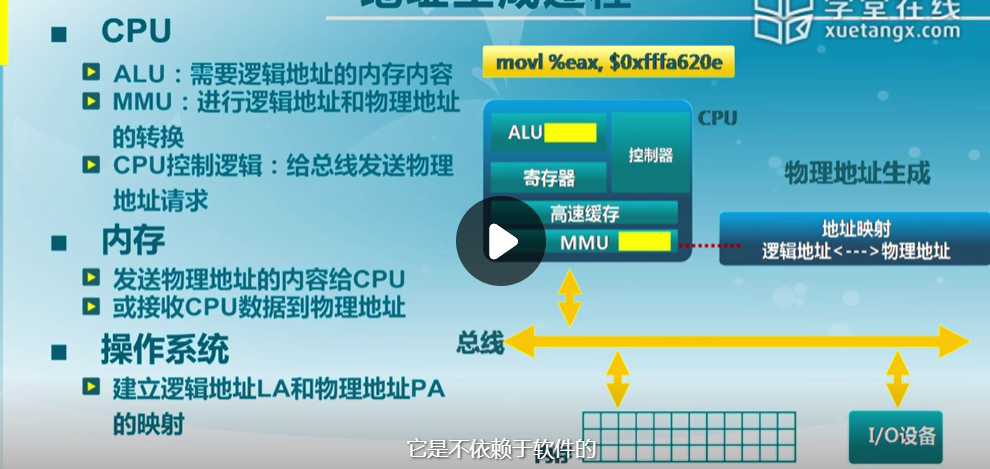 地址生成过程
学堂在线
xuetangx.com
■ CPU
ALU：需要逻辑地址的内存内容
MMU：进行逻辑地址和物理地址
的转换
CPU控制逻辑：给总线发送物理
地址请求
■ 内存
发送物理地址的内容给CPU
或接收CPU数据到物理地址
■ 操作系统
建立逻辑地址LA和物理地址PA
的映射
movl %eax, $0xfffa620e
CPU
ALU
控制器
寄存器
高速缓存
MMU
物理地址生成
地址映射
逻辑地址<--->物理地址
总线
I/O设备
它是不依赖于软件的